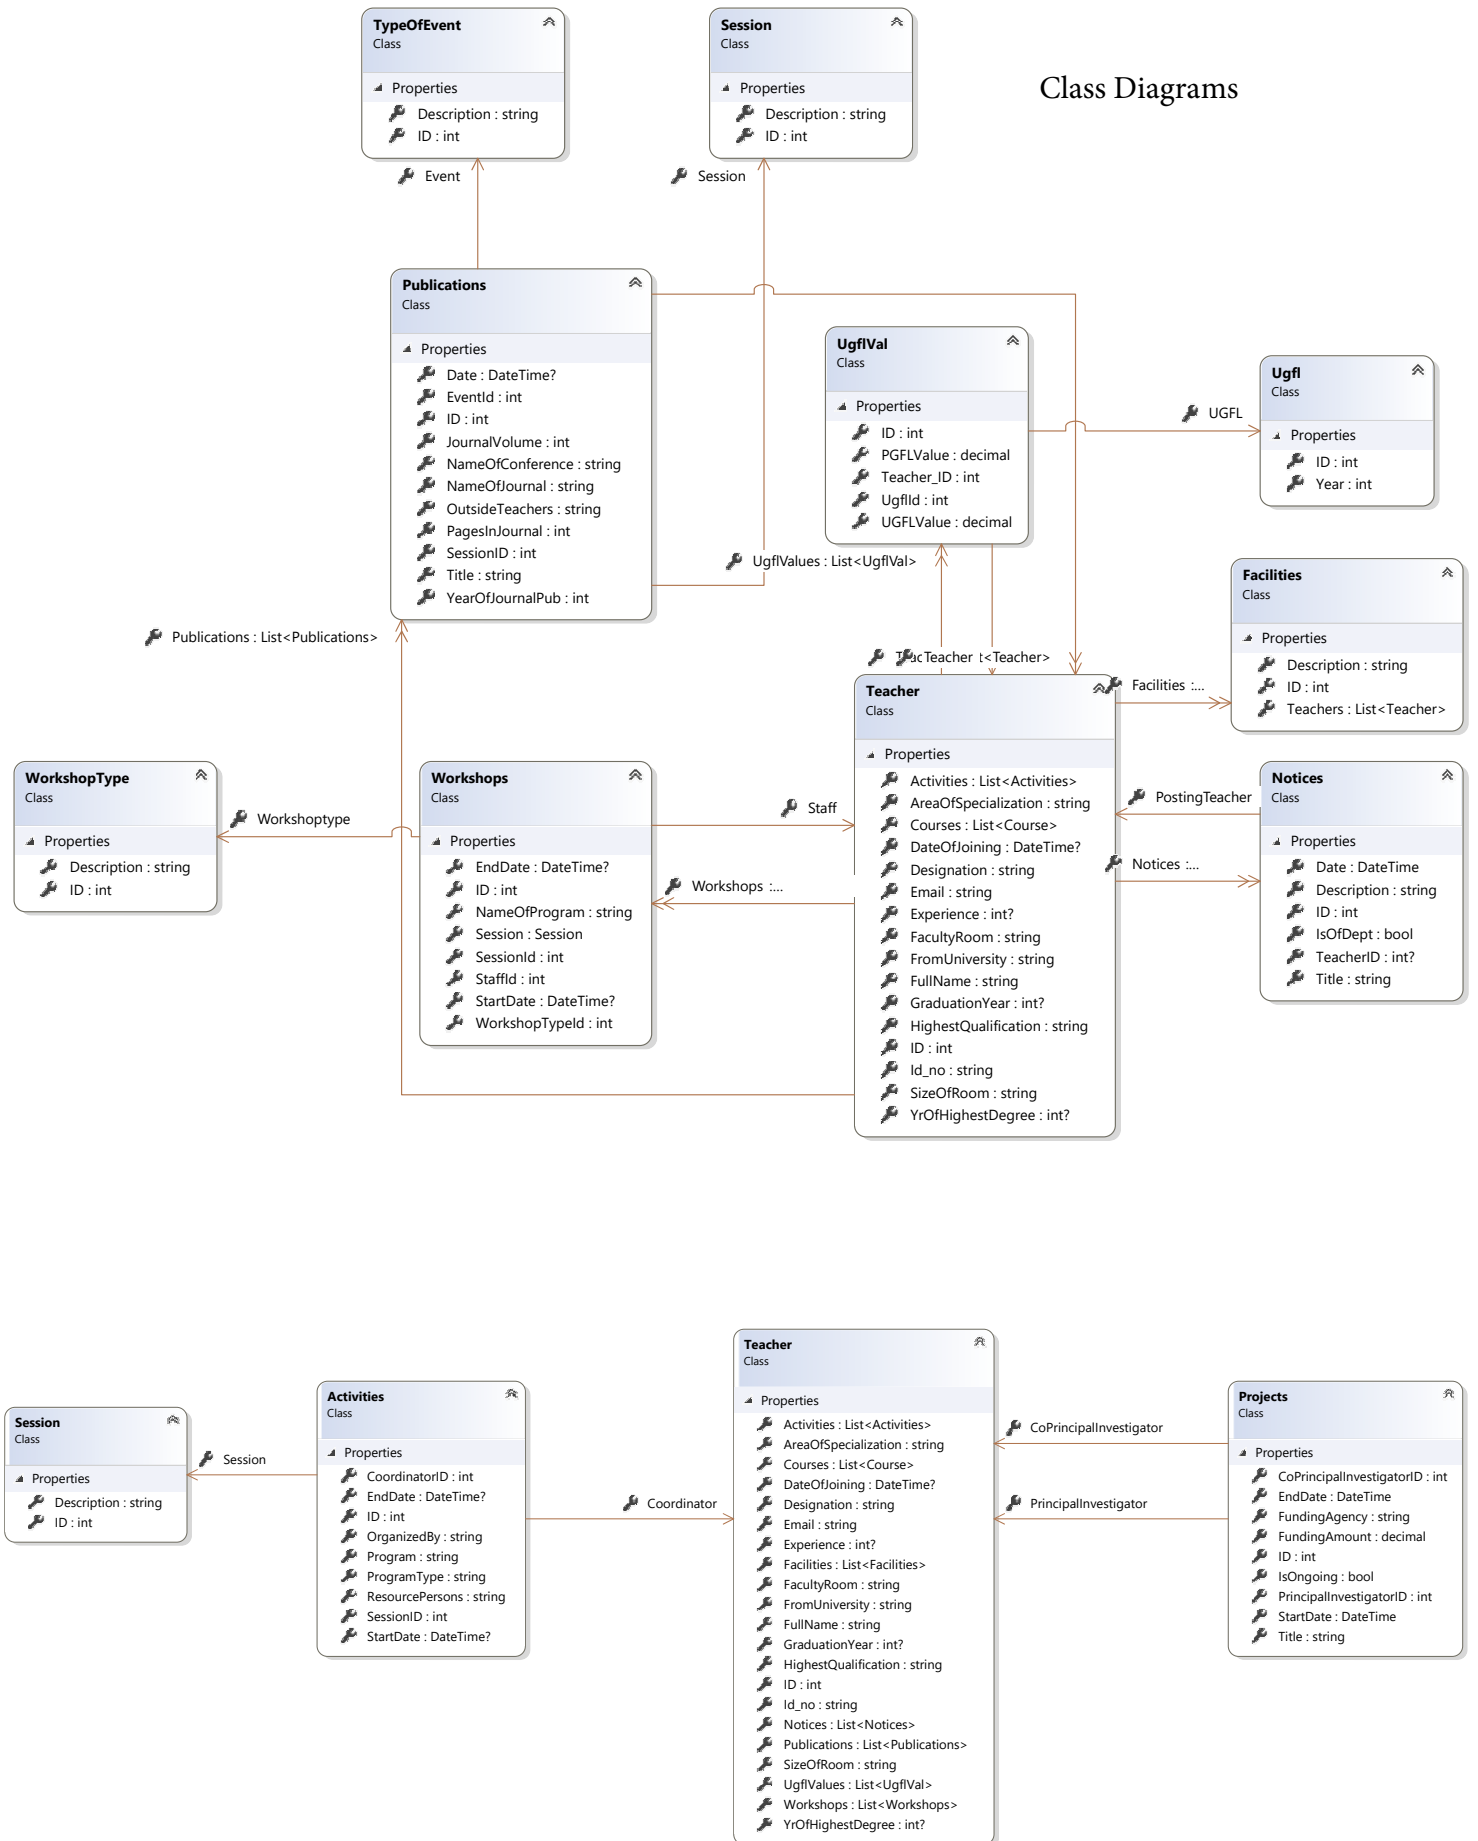 TypeOfEvent
Class
Properties
Description : string
ID : int
Session
Class
Properties
Description : string
ID : int
Class Diagrams
Event
Session
Publications
Class
Properties
Date : DateTime?
EventId : int
ID : int
JournalVolume : int
NameOfConference : string
NameOfJournal : string
OutsideTeachers : string
PagesInJournal : int
SessionID : int
Title : string
YearOfJournalPub : int
UgflVal
Class
Properties
ID : int
PGFLValue : decimal
Teacher_ID : int
UgflId : int
UGFLValue : decimal
UGFL
Ugfl
Class
Properties
ID : int
Year : int
UgflValues : List<UgflVal>
Facilities
Class
Properties
Description : string
ID : int
Teachers : List<Teacher>
Publications : List<Publications>
Teacher
t<Teacher>
Facilities :...
Teacher
Class
Properties
Activities : List<Activities>
AreaOfSpecialization : string
Courses : List<Course>
DateOfJoining : DateTime?
Designation : string
Email : string
Experience : int?
FacultyRoom : string
FromUniversity : string
FullName : string
GraduationYear : int?
HighestQualification : string
ID : int
Id_no : string
SizeOfRoom : string
YrOfHighestDegree : int?
WorkshopType
Class
Properties
Description : string
ID : int
Workshoptype
Workshops
Class
Properties
EndDate : DateTime?
ID : int
NameOfProgram : string
Session : Session
SessionId : int
StaffId : int
StartDate : DateTime?
WorkshopTypeId : int
Staff
Workshops :...
PostingTeacher
Notices :...
Notices
Class
Properties
Date : DateTime
Description : string
ID : int
IsOfDept : bool
TeacherID : int?
Title : string
Session
Class
Properties
Description : string
ID : int
Session
Activities
Class
Properties
CoordinatorID : int
EndDate : DateTime?
ID : int
OrganizedBy : string
Program : string
ProgramType : string
ResourcePersons : string
SessionID : int
StartDate : DateTime?
Coordinator
Teacher
Class
Properties
Activities : List<Activities>
AreaOfSpecialization : string
Courses : List<Course>
DateOfJoining : DateTime?
Designation : string
Email : string
Experience : int?
Facilities : List<Facilities>
FacultyRoom : string
FromUniversity : string
FullName : string
GraduationYear : int?
HighestQualification : string
ID : int
Id_no : string
Notices : List<Notices>
Publications : List<Publications>
SizeOfRoom : string
UgflValues : List<UgflVal>
Workshops : List<Workshops>
YrOfHighestDegree : int?
CoPrincipalInvestigator
PrincipalInvestigator
Projects
Class
Properties
CoPrincipalInvestigatorID : int
EndDate : DateTime
FundingAgency : string
FundingAmount : decimal
ID : int
IsOngoing : bool
PrincipalInvestigatorID : int
StartDate : DateTime
Title : string